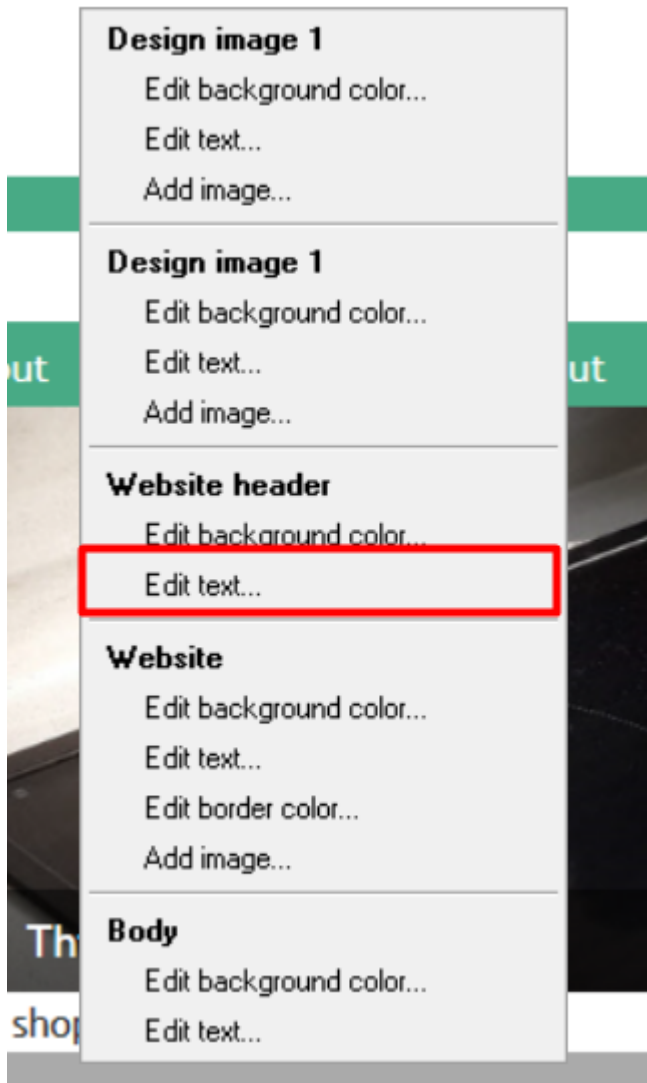 Design image 1
Edit background color...
Edit text...
Add image...
Design image 1
Edit background color...
Edit text...
Add image...
Website header
Edit background color...
Edit text...
Website
Edit background color...
Edit text...
Edit border color...
Add image...
Body
Edit background color...
Edit text...